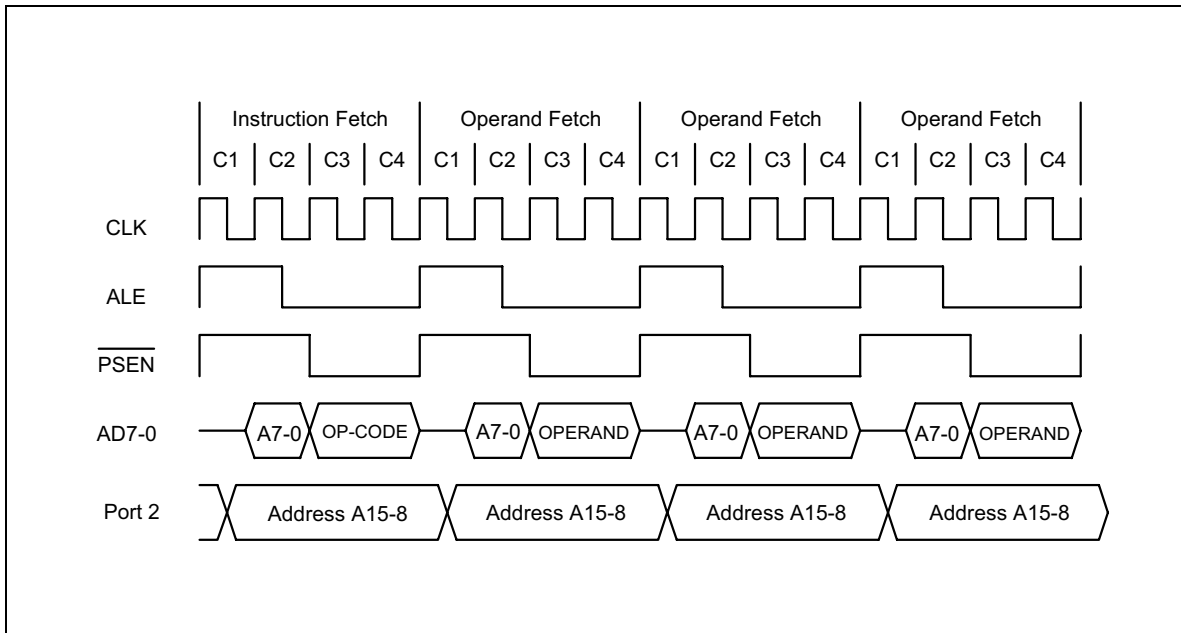 Instruction Fetch Operand Fetch Operand Fetch Operand Fetch
C1 C2 C3 C4 C1 C2 C3 C4 C1 C2 C3 C4 C1 C2 C3 C4
CLK
ALE
PSEN
AD7-0 A7-0 OP-CODE A7-0 OPERAND A7-0 OPERAND A7-0 OPERAND
Port 2 Address A15-8 Address A15-8 Address A15-8 Address A15-8